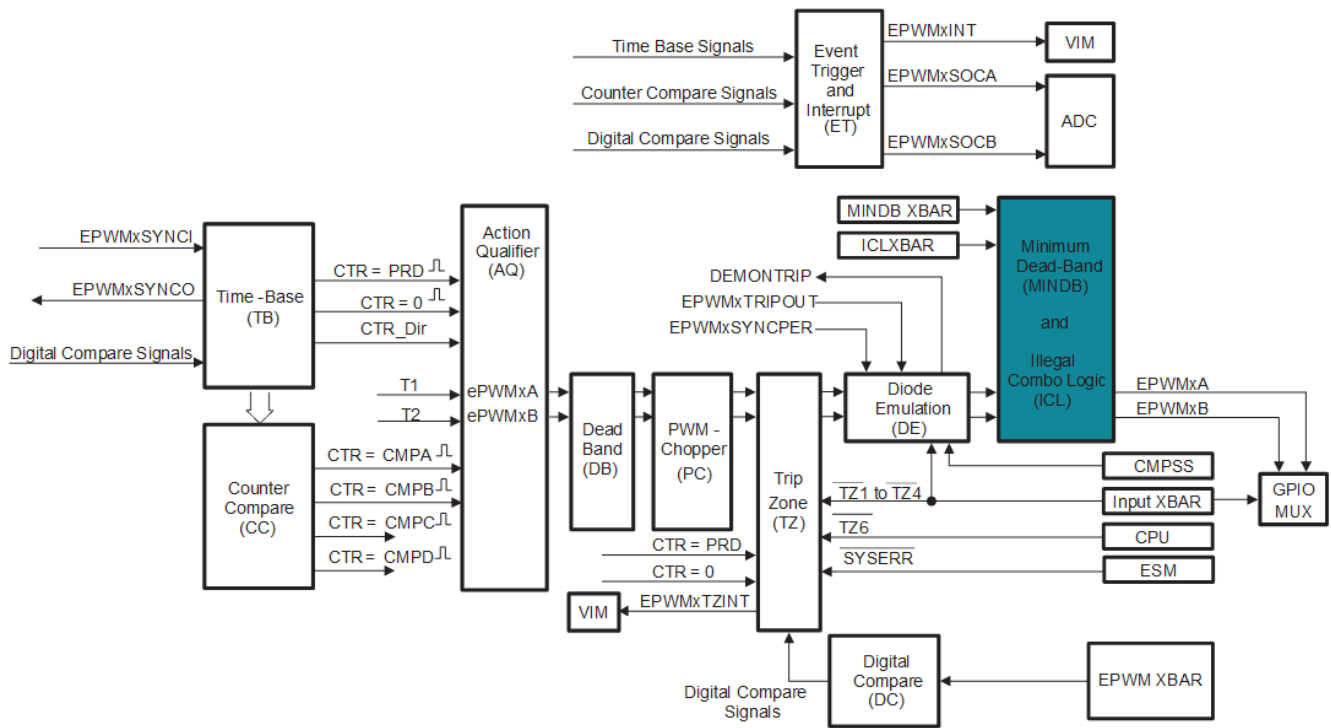 Time Base Signals
Counter Compare Signals
Digital Compare Signals
Event
Trigger
and
Interrupt
(ET)
EPWMxINT
EPWMxSOCA
EPWMxSOCB
VIM
ADC
EPWMxSYNCI
EPWMxSYNCO
Digital Compare Signals
Time -Base
(TB)
CTR = PRD
CTR = 0
CTR_Dir
T1
T2
Action
Qualifier
(AQ)
ePWMxA
ePWMxB
Counter
Compare
(CC)
CTR = CMPA
CTR = CMPB
CTR = CMPC
CTR = CMPD
Dead
Band
(DB)
PWM -
Chopper
(PC)
Trip
Zone
(TZ)
CTR = PRD
CTR = 0
EPWMxTZINT
VIM
DEMONTRIP
EPWMxTRIPOUT
EPWMxSYNCPER
Diode
Emulation
(DE)
MINDB XBAR
ICLXBAR
Minimum
Dead-Band
(MINDB)
and
Illegal
Combo Logic
(ICL)
EPWMxA
EPWMxB
GPIO
MUX
CMPSS
TZ1 to TZ4
Input XBAR
TZ6
CPU
SYSERR
ESM
Digital Compare
Signals
Digital
Compare
(DC)
EPWM XBAR